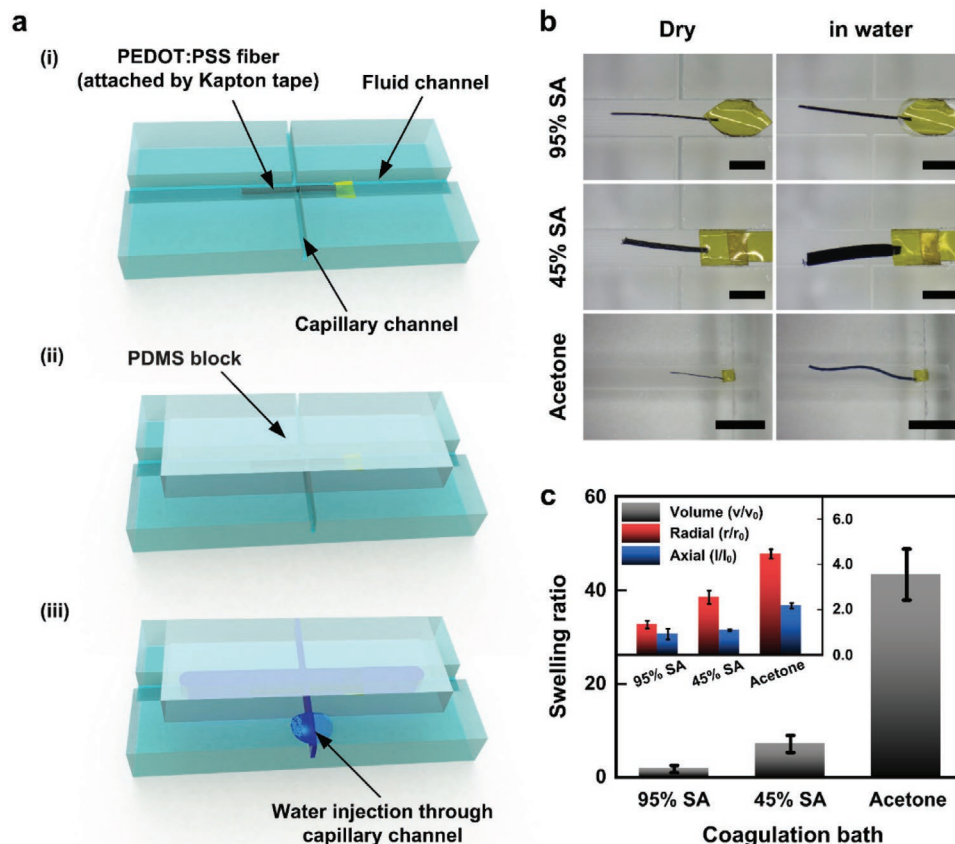 a
(i)
PEDOT:PSS fiber
(attached by Kapton tape)
Fluid channel
Capillary channel
(ii)
PDMS block
(iii)
Water injection through
capillary channel
b
Dry
in water
95% SA
45% SA
Acetone
c
Swelling ratio
60
40
20
0
Volume (v/v₀)
Radial (r/r₀)
Axial (l/l₀)
6.0
4.0
2.0
0.0
95% SA
45% SA
Acetone
95% SA
45% SA
Acetone
Coagulation bath